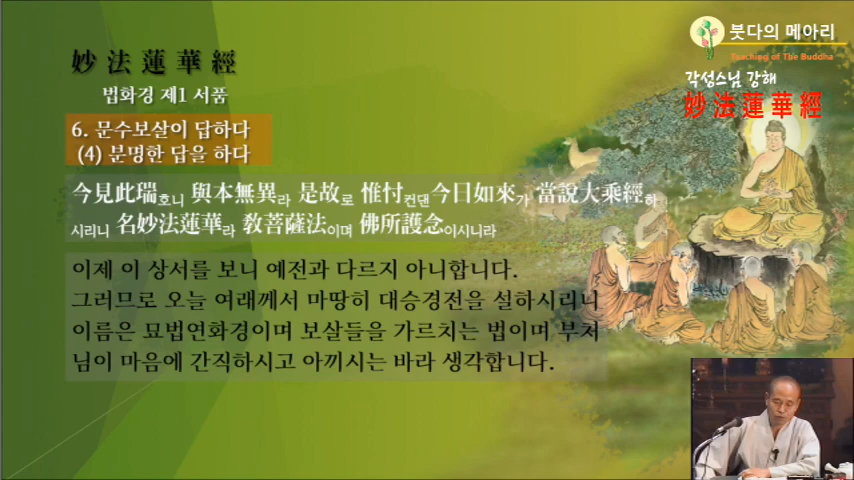 妙法蓮華經
법화경 제1 서품
6. 문수보살이 답하다
(4) 분명한 답을 하다
今見此瑞호니 與本無異라 是故로 惟忖컨댄 今日如來가 當說大乘經하
시리니 名妙法蓮華라 敎菩薩法이며 佛所護念이시니라
이제 이 상서를 보니 예전과 다르지 아니합니다.
그러므로 오늘 여래께서 마땅히 대승경전을 설하시리니
이름은 묘법연화경이며 보살들을 가르치는 법이며 부처
님이 마음에 간직하시고 아끼시는 바라 생각합니다.
붓다의 메아리
Teaching of The Buddha
각성스님 강해
妙法蓮華經